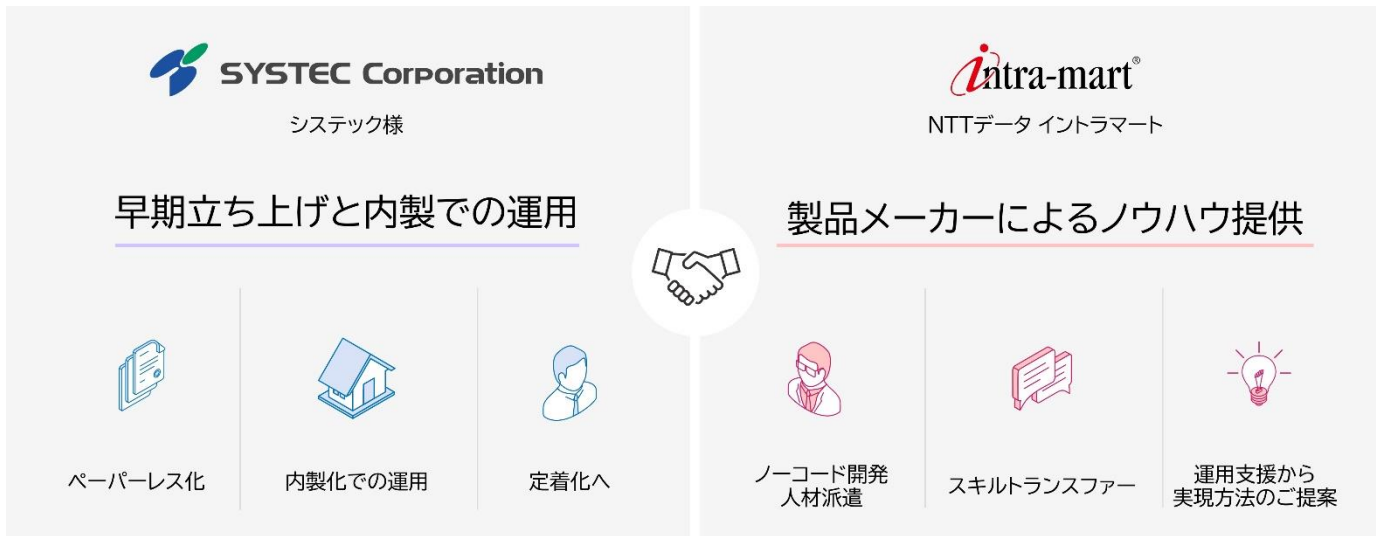 SYSTEC Corporation
システック様
早期立ち上げと内製での運用
ペーパーレス化
内製化での運用
定着化へ
intra-mart®
NTTデータ イントラマート
製品メーカーによるノウハウ提供
ノーコード開発
人材派遣
スキルトランスファー
運用支援から
実現方法のご提案